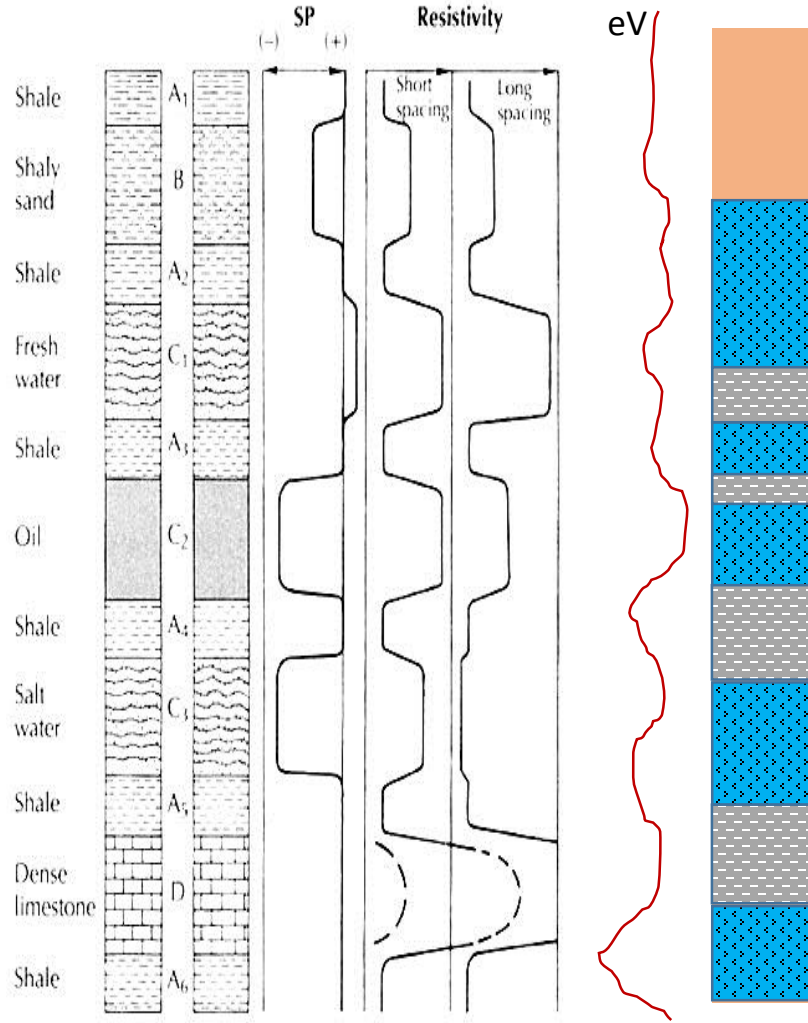 SP
Resistivity
eV
(−)
(+)
Short
spacing
Long
spacing
Shale
A1
Shaly
sand
B
Shale
A2
Fresh
water
C1
Shale
A3
Oil
C2
Shale
A4
Salt
water
C3
Shale
A5
Dense
limestone
D
Shale
A6